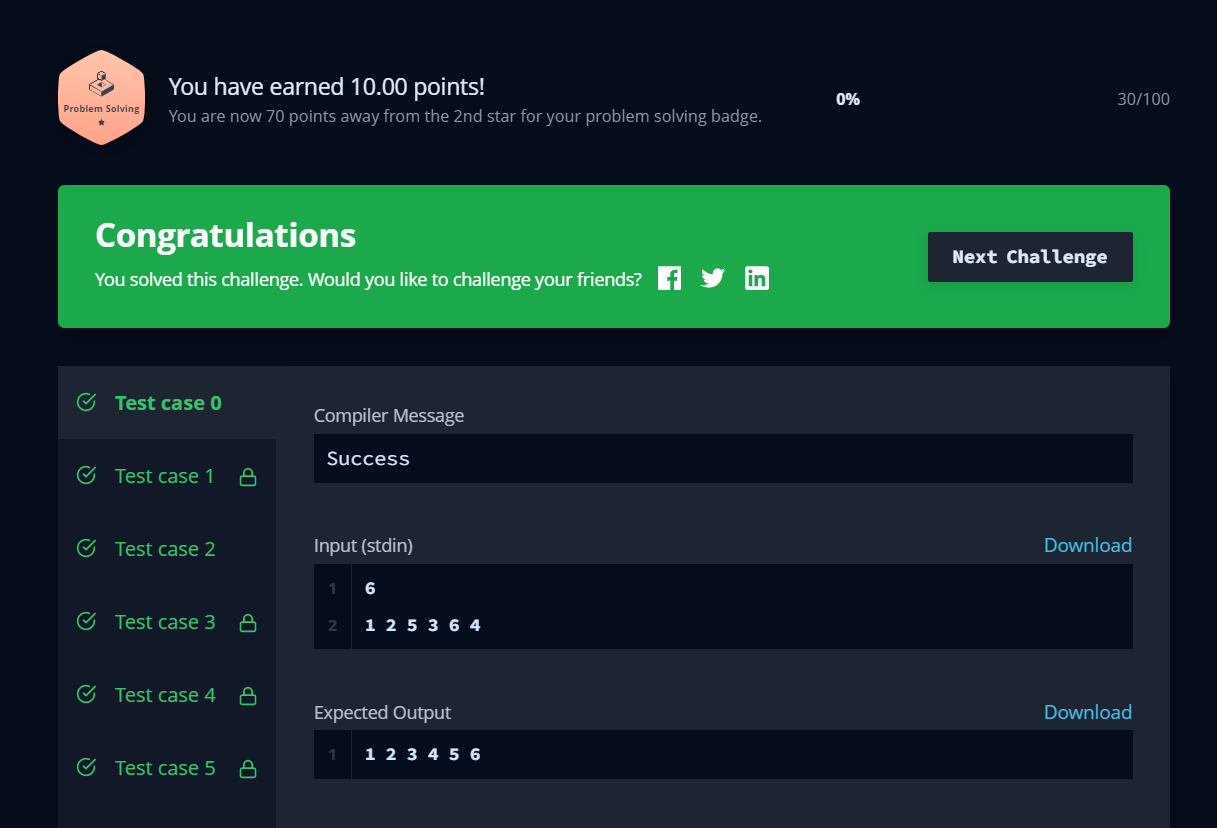 Problem Solving
You have earned 10.00 points!
You are now 70 points away from the 2nd star for your problem solving badge.
0%
30/100
Congratulations
You solved this challenge. Would you like to challenge your friends?
Next Challenge
Test case 0
Test case 1
Test case 2
Test case 3
Test case 4
Test case 5
Compiler Message
Success
Input (stdin)
Download
1 6
2 1 2 5 3 6 4
Expected Output
Download
1 1 2 3 4 5 6